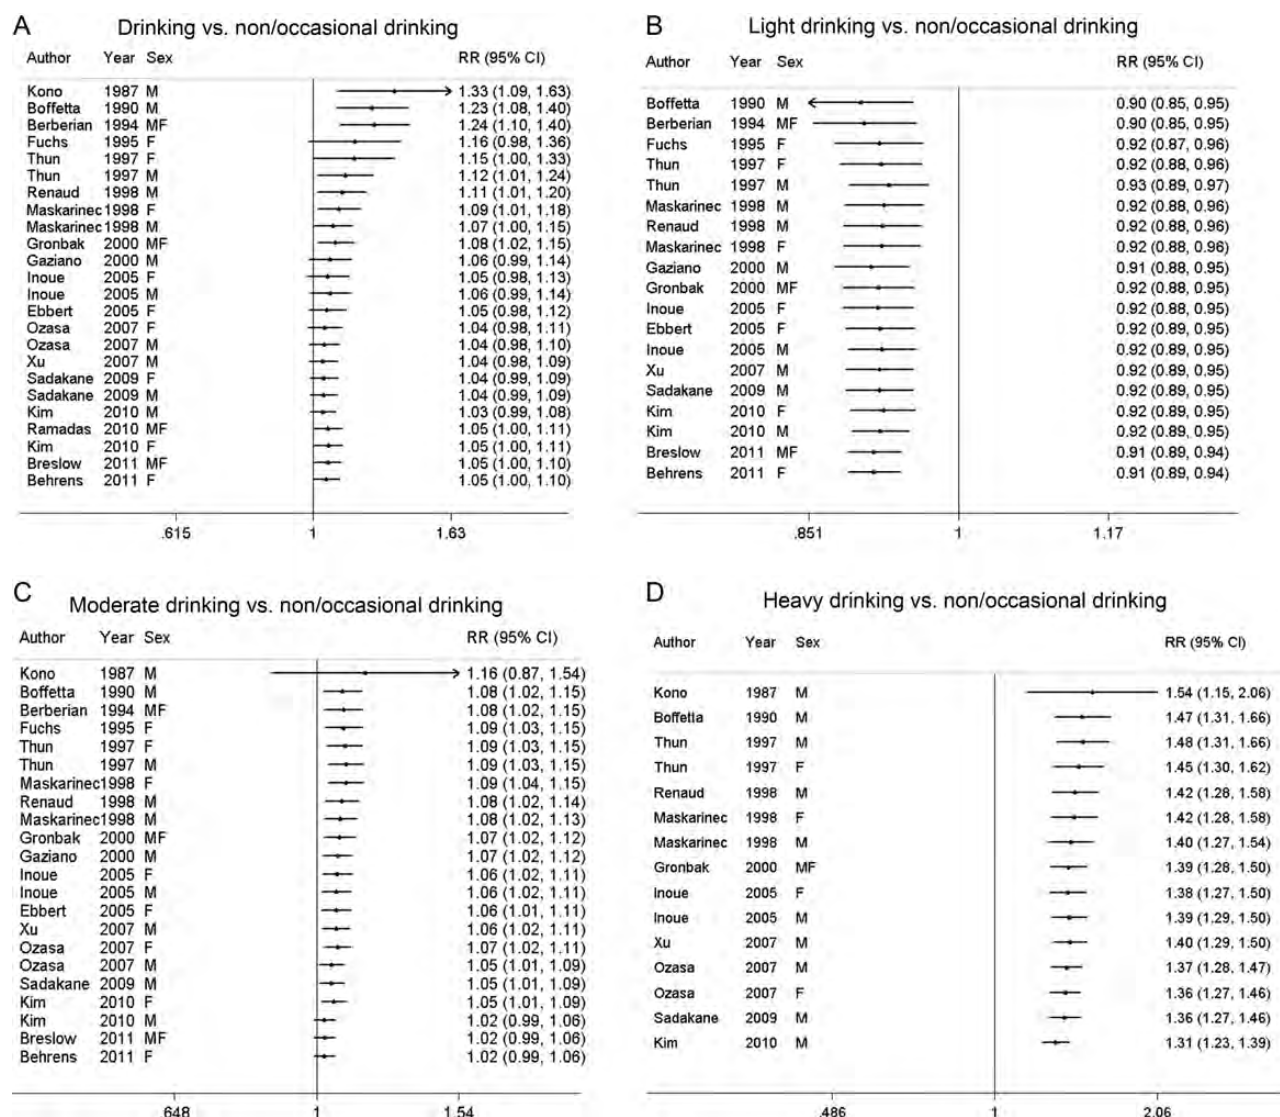 A
Drinking vs. non/occasional drinking
Author Year Sex RR (95% CI)
Kono 1987 M 1.33 (1.09, 1.63)
Boffetta 1990 M 1.23 (1.08, 1.40)
Berberian 1994 MF 1.24 (1.10, 1.40)
Fuchs 1995 F 1.16 (0.98, 1.36)
Thun 1997 F 1.15 (1.00, 1.33)
Thun 1997 M 1.12 (1.01, 1.24)
Renaud 1998 M 1.11 (1.01, 1.20)
Maskarinec 1998 F 1.09 (1.01, 1.18)
Maskarinec 1998 M 1.07 (1.00, 1.15)
Gronbak 2000 MF 1.08 (1.02, 1.15)
Gaziano 2000 M 1.06 (0.99, 1.14)
Inoue 2005 F 1.05 (0.98, 1.13)
Inoue 2005 M 1.06 (0.99, 1.14)
Ebbert 2005 F 1.05 (0.98, 1.12)
Ozasa 2007 F 1.04 (0.98, 1.11)
Ozasa 2007 M 1.04 (0.98, 1.10)
Xu 2007 M 1.04 (0.98, 1.09)
Sadakane 2009 F 1.04 (0.99, 1.09)
Sadakane 2009 M 1.04 (0.99, 1.09)
Kim 2010 M 1.03 (0.99, 1.08)
Ramadas 2010 MF 1.05 (1.00, 1.11)
Kim 2010 F 1.05 (1.00, 1.11)
Breslow 2011 MF 1.05 (1.00, 1.10)
Behrens 2011 F 1.05 (1.00, 1.10)
.615 1 1.63
B
Light drinking vs. non/occasional drinking
Author Year Sex RR (95% CI)
Boffetta 1990 M 0.90 (0.85, 0.95)
Berberian 1994 MF 0.90 (0.85, 0.95)
Fuchs 1995 F 0.92 (0.87, 0.96)
Thun 1997 F 0.92 (0.88, 0.96)
Thun 1997 M 0.93 (0.89, 0.97)
Maskarinec 1998 M 0.92 (0.88, 0.96)
Renaud 1998 M 0.92 (0.88, 0.96)
Maskarinec 1998 F 0.92 (0.88, 0.96)
Gaziano 2000 M 0.91 (0.88, 0.95)
Gronbak 2000 MF 0.92 (0.88, 0.95)
Inoue 2005 F 0.92 (0.89, 0.95)
Ebbert 2005 F 0.92 (0.89, 0.95)
Inoue 2005 M 0.92 (0.89, 0.95)
Xu 2007 M 0.92 (0.89, 0.95)
Sadakane 2009 M 0.92 (0.89, 0.95)
Kim 2010 F 0.92 (0.89, 0.95)
Kim 2010 M 0.92 (0.89, 0.95)
Breslow 2011 MF 0.91 (0.89, 0.94)
Behrens 2011 F 0.91 (0.89, 0.94)
.851 1 1.17
C
Moderate drinking vs. non/occasional drinking
Author Year Sex RR (95% CI)
Kono 1987 M 1.16 (0.87, 1.54)
Boffetta 1990 M 1.08 (1.02, 1.15)
Berberian 1994 MF 1.08 (1.02, 1.15)
Fuchs 1995 F 1.09 (1.03, 1.15)
Thun 1997 F 1.09 (1.03, 1.15)
Thun 1997 M 1.09 (1.03, 1.15)
Maskarinec 1998 F 1.09 (1.04, 1.15)
Renaud 1998 M 1.08 (1.02, 1.14)
Maskarinec 1998 M 1.08 (1.02, 1.13)
Gronbak 2000 MF 1.07 (1.02, 1.12)
Gaziano 2000 M 1.07 (1.02, 1.12)
Inoue 2005 F 1.06 (1.02, 1.11)
Inoue 2005 M 1.06 (1.02, 1.11)
Ebbert 2005 F 1.06 (1.01, 1.11)
Xu 2007 M 1.06 (1.02, 1.11)
Ozasa 2007 F 1.07 (1.02, 1.11)
Ozasa 2007 M 1.05 (1.01, 1.09)
Sadakane 2009 M 1.05 (1.01, 1.09)
Kim 2010 F 1.05 (1.01, 1.09)
Kim 2010 M 1.02 (0.99, 1.06)
Breslow 2011 MF 1.02 (0.99, 1.06)
Behrens 2011 F 1.02 (0.99, 1.06)
.648 1 1.54
D
Heavy drinking vs. non/occasional drinking
Author Year Sex RR (95% CI)
Kono 1987 M 1.54 (1.15, 2.06)
Boffetta 1990 M 1.47 (1.31, 1.66)
Thun 1997 M 1.48 (1.31, 1.66)
Thun 1997 F 1.45 (1.30, 1.62)
Renaud 1998 M 1.42 (1.28, 1.58)
Maskarinec 1998 F 1.42 (1.28, 1.58)
Maskarinec 1998 M 1.40 (1.27, 1.54)
Gronbak 2000 MF 1.39 (1.28, 1.50)
Inoue 2005 F 1.38 (1.27, 1.50)
Inoue 2005 M 1.39 (1.29, 1.50)
Xu 2007 M 1.40 (1.29, 1.50)
Ozasa 2007 M 1.37 (1.28, 1.47)
Ozasa 2007 F 1.36 (1.27, 1.46)
Sadakane 2009 M 1.36 (1.27, 1.46)
Kim 2010 M 1.31 (1.23, 1.39)
.486 1 2.06